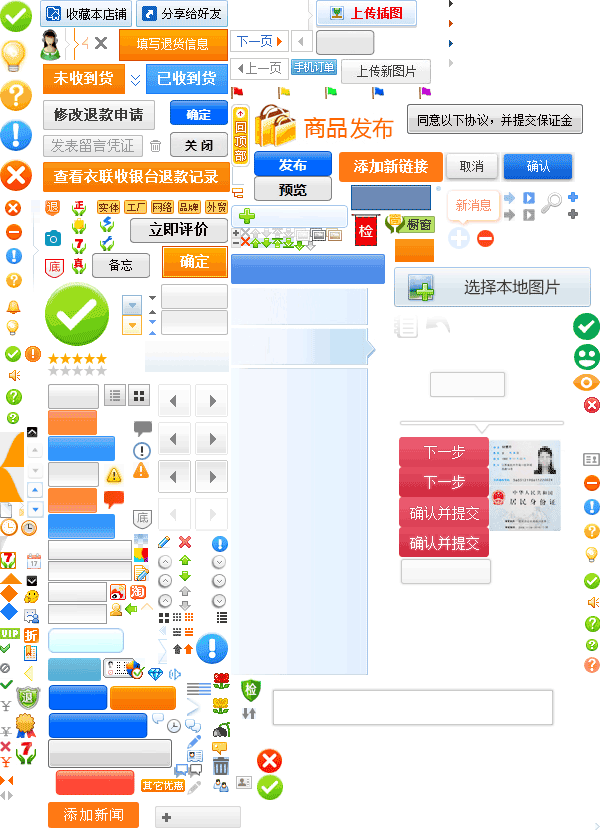 收藏本店铺
分享给好友
上传插图
4
填写退货信息
下一页
上一页
手机订单
上传新图片
未收到货
已收到货
修改退款申请
确定
发表留言凭证
关 闭
回顶部
商品发布
同意以下协议，并提交保证金
查看衣联收银台退款记录
发布
添加新链接
取消
确认
预览
退
正
实体
工厂
网络
品牌
外贸
立即评价
7
底
真
备忘
确定
检
橱窗
新消息
选择本地图片
下一步
下一步
确认并提交
确认并提交
中华人民共和国
居民身份证
底
7
17
淘
VIP
折
退
检
7
其它优惠
添加新闻